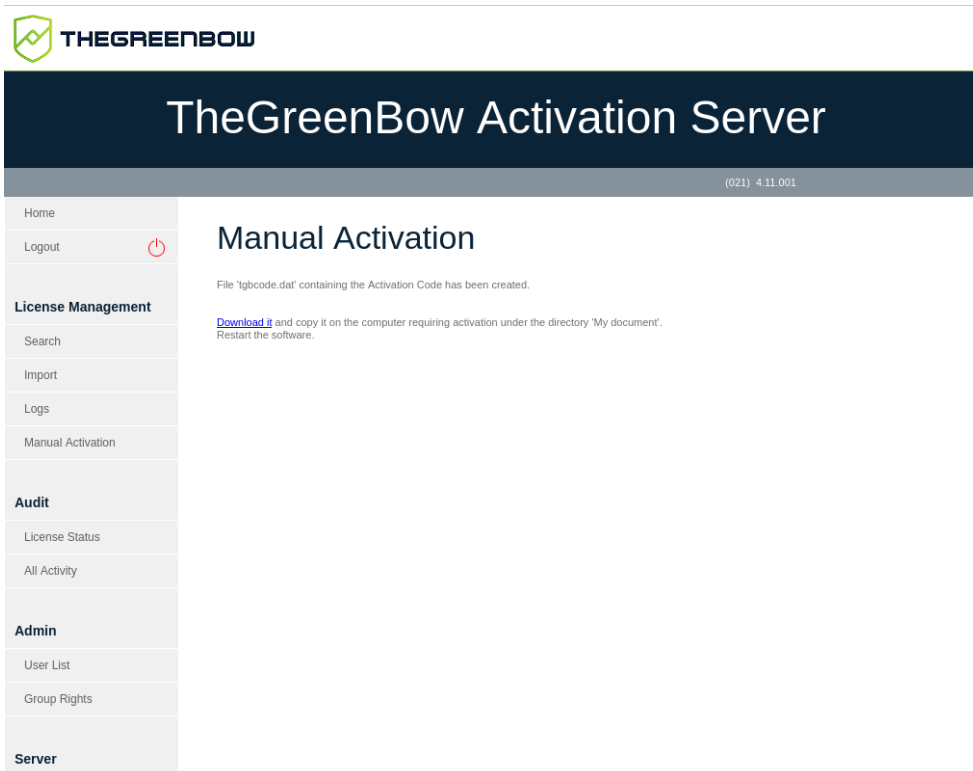 THEGREENBOW
TheGreenBow Activation Server
(021) 4.11.001
Home
Logout
License Management
Search
Import
Logs
Manual Activation
Audit
License Status
All Activity
Admin
User List
Group Rights
Server
Manual Activation
File 'tgbcode.dat' containing the Activation Code has been created.
Download it and copy it on the computer requiring activation under the directory 'My document'.
Restart the software.